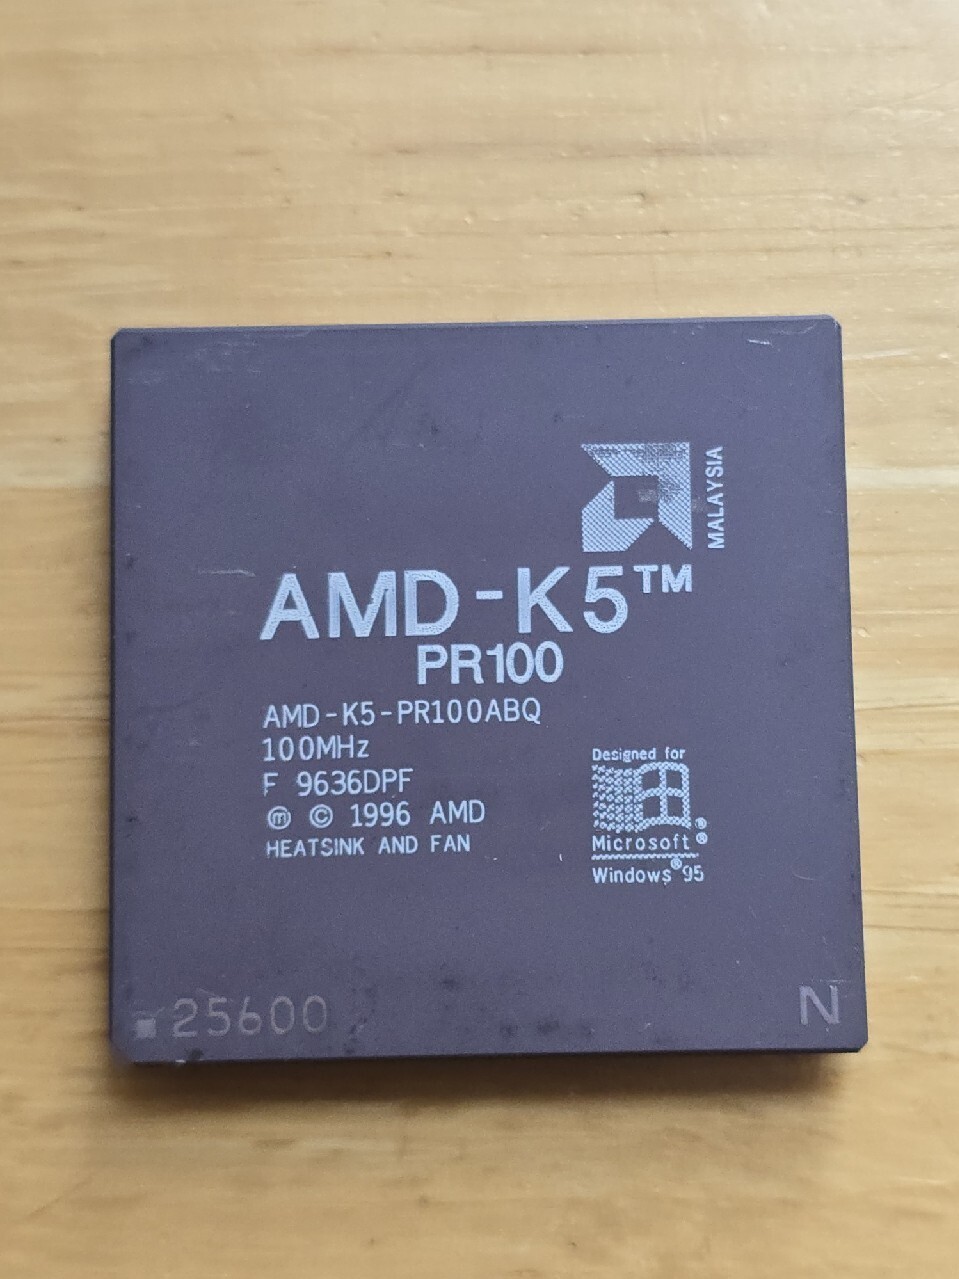 MALAYSIA
AMD-K5™
PR100
AMD-K5-PR100ABQ
100MHz
F 9636DPF
ⓜ © 1996 AMD
HEATSINK AND FAN
Designed for
®
Microsoft®
Windows®95
25600
N